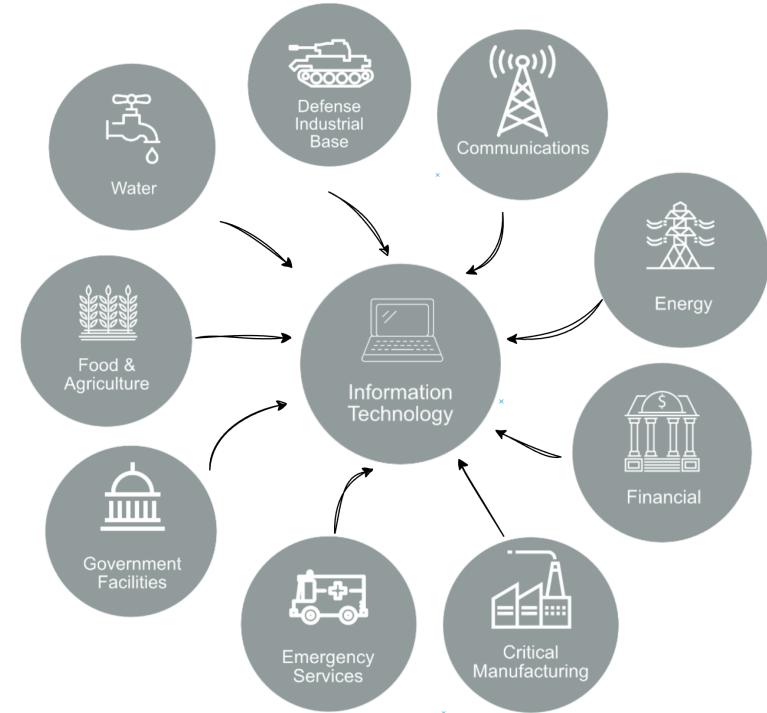 Defense
Industrial
Base
Communications
Water
Energy
Food &
Agriculture
Information
Technology
$
Financial
Government
Facilities
Emergency
Services
Critical
Manufacturing